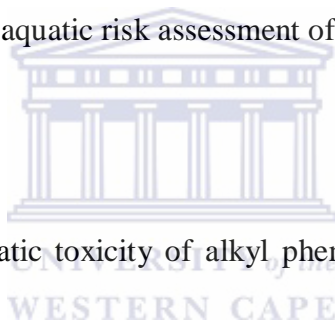 aquatic risk assessment of
atic toxicity of alkyl phen
UNIVERSITY of the
WESTERN CAPE